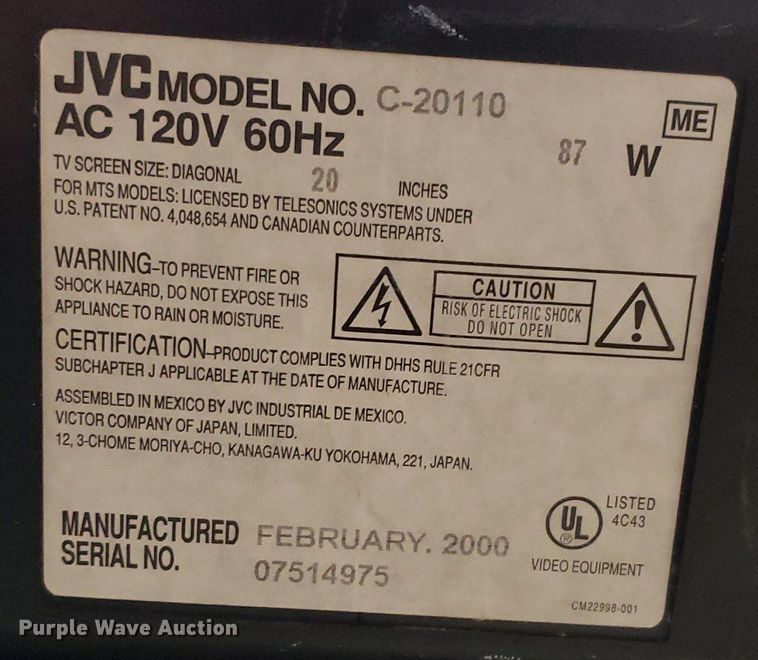 JVC MODEL NO. C-20110
ME
AC 120V 60Hz 87 W
TV SCREEN SIZE: DIAGONAL 20 INCHES
FOR MTS MODELS: LICENSED BY TELESONICS SYSTEMS UNDER
U.S. PATENT NO. 4,048,654 AND CANADIAN COUNTERPARTS.
WARNING–TO PREVENT FIRE OR
SHOCK HAZARD, DO NOT EXPOSE THIS
APPLIANCE TO RAIN OR MOISTURE.
CAUTION
RISK OF ELECTRIC SHOCK
DO NOT OPEN
CERTIFICATION–PRODUCT COMPLIES WITH DHHS RULE 21CFR
SUBCHAPTER J APPLICABLE AT THE DATE OF MANUFACTURE.
ASSEMBLED IN MEXICO BY JVC INDUSTRIAL DE MEXICO.
VICTOR COMPANY OF JAPAN, LIMITED.
12, 3-CHOME MORIYA-CHO, KANAGAWA-KU YOKOHAMA, 221, JAPAN.
MANUFACTURED FEBRUARY. 2000
SERIAL NO. 07514975
UL ®
LISTED
4C43
VIDEO EQUIPMENT
CM22998-001
Purple Wave Auction